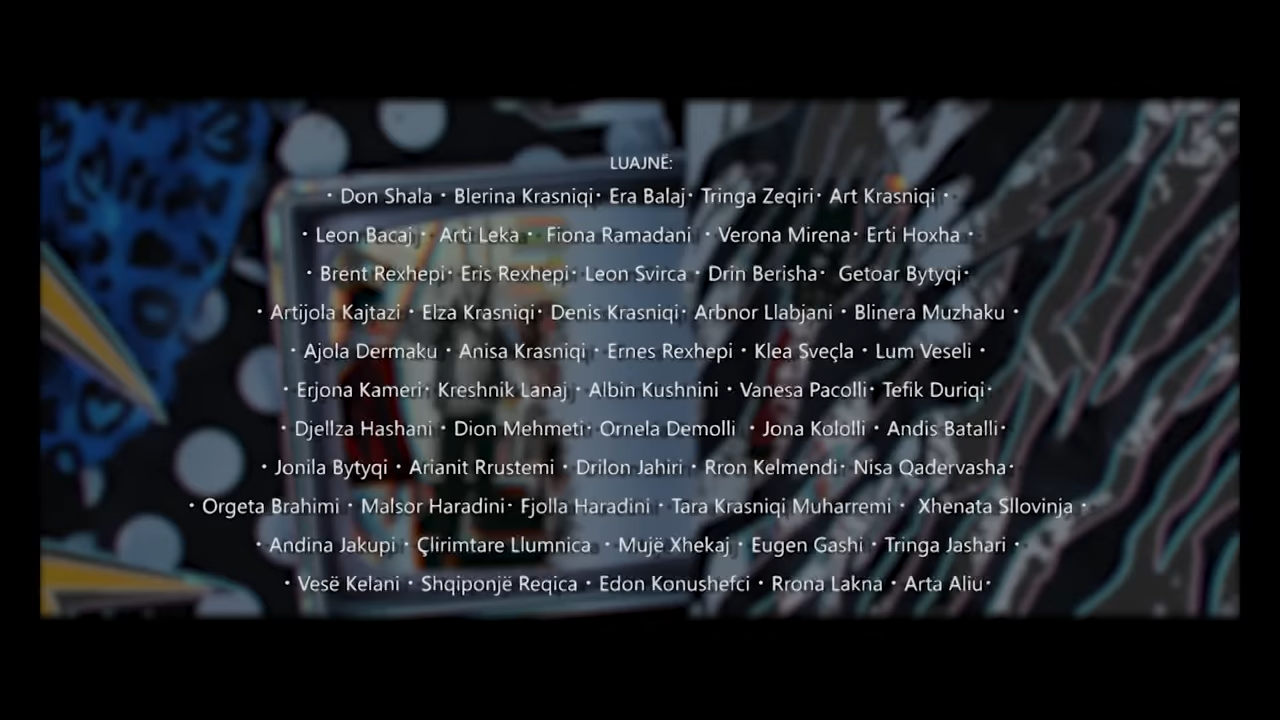 LUAJNË:
· Don Shala · Blerina Krasniqi · Era Balaj · Tringa Zeqiri · Art Krasniqi ·
· Leon Bacaj · Arti Leka · Fiona Ramadani · Verona Mirena · Erti Hoxha ·
· Brent Rexhepi · Eris Rexhepi · Leon Svirca · Drin Berisha · Getoar Bytyqi ·
· Artijola Kajtazi · Elza Krasniqi · Denis Krasniqi · Arbnor Llabjani · Blinera Muzhaku ·
· Ajola Dermaku · Anisa Krasniqi · Ernes Rexhepi · Klea Sveçla · Lum Veseli ·
· Erjona Kameri · Kreshnik Lanaj · Albin Kushnini · Vanesa Pacolli · Tefik Duriqi ·
· Djellza Hashani · Dion Mehmeti · Ornela Demolli · Jona Kololli · Andis Batalli ·
· Jonila Bytyqi · Arianit Rrustemi · Drilon Jahiri · Rron Kelmendi · Nisa Qadervasha ·
· Orgeta Brahimi · Malsor Haradini · Fjolla Haradini · Tara Krasniqi Muharremi · Xhenata Sllovinja ·
· Andina Jakupi · Çlirimtare Llumnica · Mujë Xhekaj · Eugen Gashi · Tringa Jashari ·
· Vesë Kelani · Shqiponjë Reqica · Edon Konushefci · Rrona Lakna · Arta Aliu ·